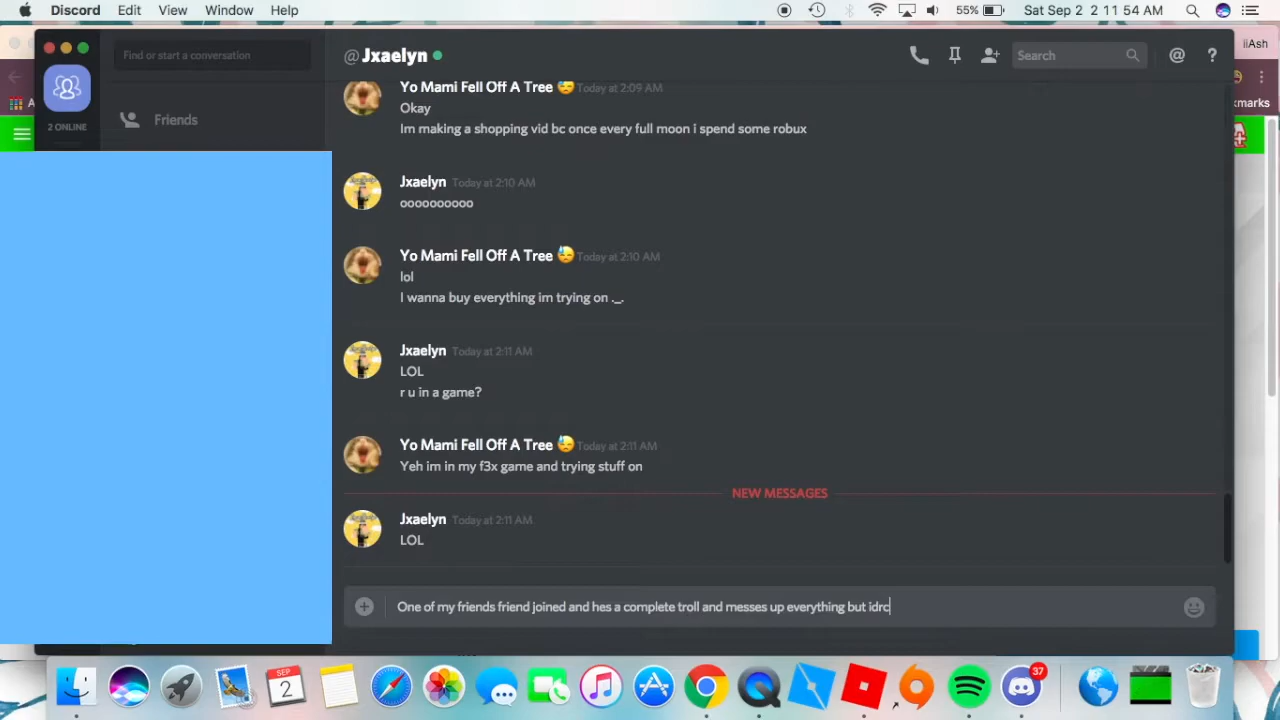 Discord Edit View Window Help 55% Sat Sep 2 2 11 54 AM
Find or start a conversation @Jxaelyn Search @ ? iiAsh
2 ONLINE Friends kmarks
Yo Mami Fell Off A Tree 😓 Today at 2:09 AM
Okay
Im making a shopping vid bc once every full moon i spend some robux
Jxaelyn Today at 2:10 AM
oooooooooo
Yo Mami Fell Off A Tree 😓 Today at 2:10 AM
lol
I wanna buy everything im trying on ._.
Jxaelyn Today at 2:11 AM
LOL
r u in a game?
Yo Mami Fell Off A Tree 😓 Today at 2:11 AM
Yeh im in my f3x game and trying stuff on
NEW MESSAGES
Jxaelyn Today at 2:11 AM
LOL
One of my friends friend joined and hes a complete troll and messes up everything but idrc
SEP
2
37